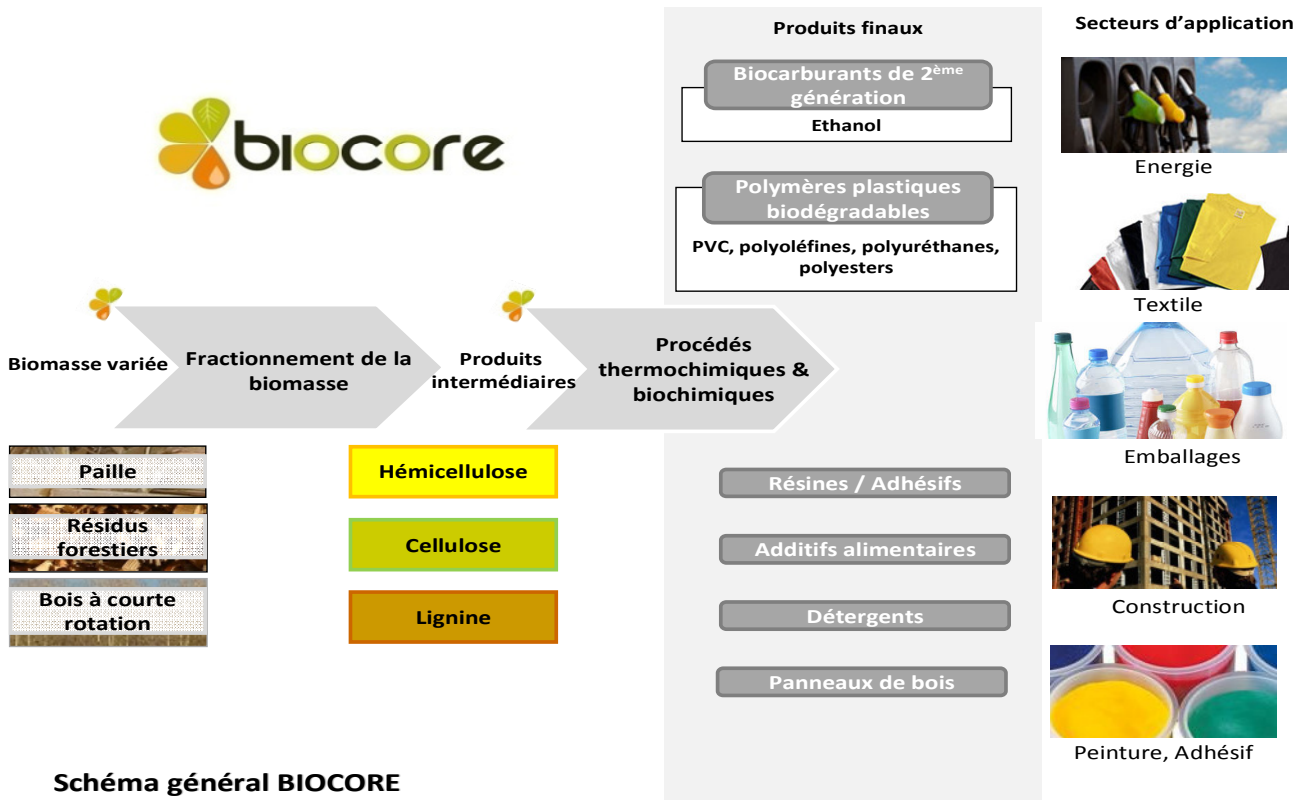 Produits finaux
Secteurs d’application
Biocarburants de 2ème
génération
Ethanol
Energie
biocore
Polymères plastiques
biodégradables
PVC, polyoléfines, polyuréthanes,
polyesters
Textile
Biomasse variée
Fractionnement de la
biomasse
Produits
intermédiaires
Procédés
thermochimiques &
biochimiques
Emballages
Paille
Résidus
forestiers
Bois à courte
rotation
Hémicellulose
Cellulose
Lignine
Résines / Adhésifs
Additifs alimentaires
Détergents
Panneaux de bois
Construction
Peinture, Adhésif
Schéma général BIOCORE